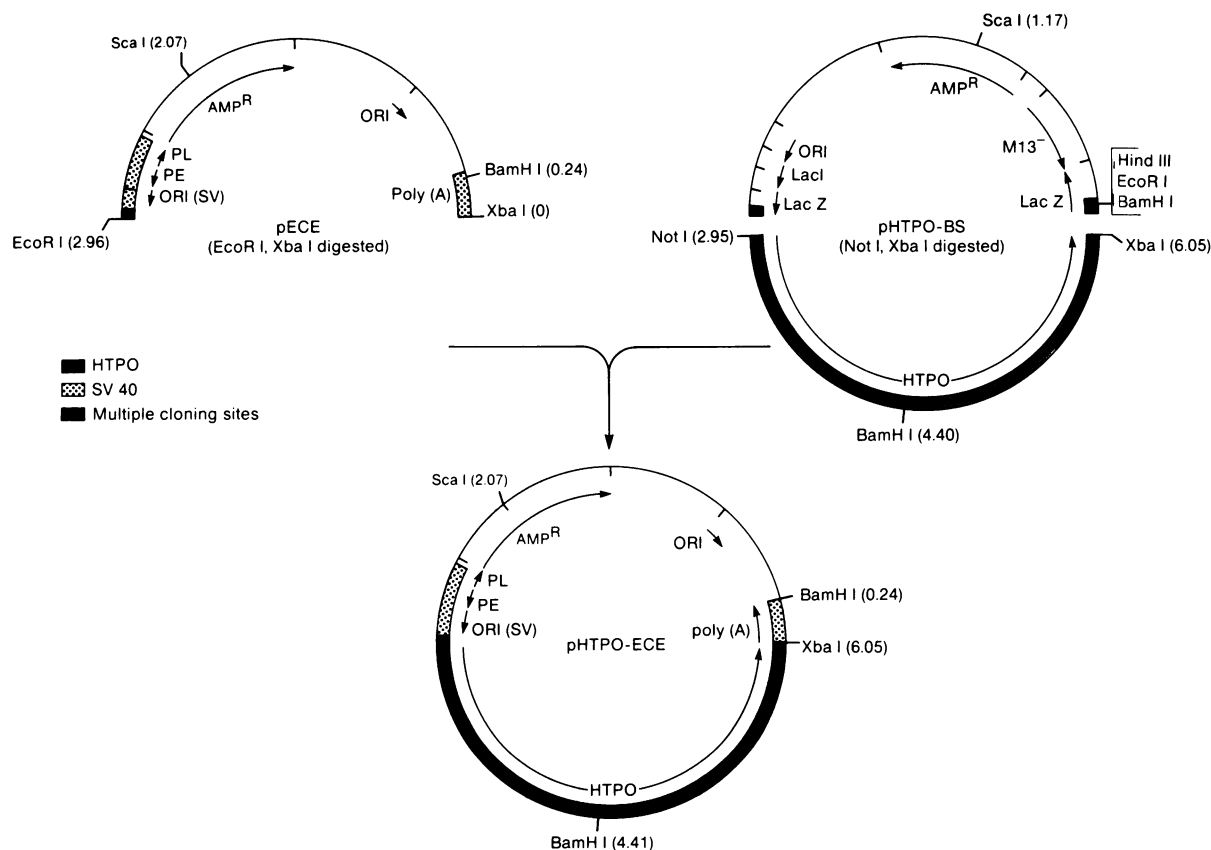 Sca I (2.07)
AMPR
ORI
PL
PE
ORI (SV)
EcoR I (2.96)
BamH I (0.24)
Poly (A)
Xba I (0)
pECE
(EcoR I, Xba I digested)
Sca I (1.17)
AMPR
M13−
ORI
LacI
Lac Z
Lac Z
Hind III
EcoR I
BamH I
Not I (2.95)
pHTPO-BS
(Not I, Xba I digested)
Xba I (6.05)
HTPO
BamH I (4.40)
HTPO
SV 40
Multiple cloning sites
Sca I (2.07)
AMPR
ORI
PL
PE
ORI (SV)
BamH I (0.24)
poly (A)
Xba I (6.05)
pHTPO-ECE
HTPO
BamH I (4.41)